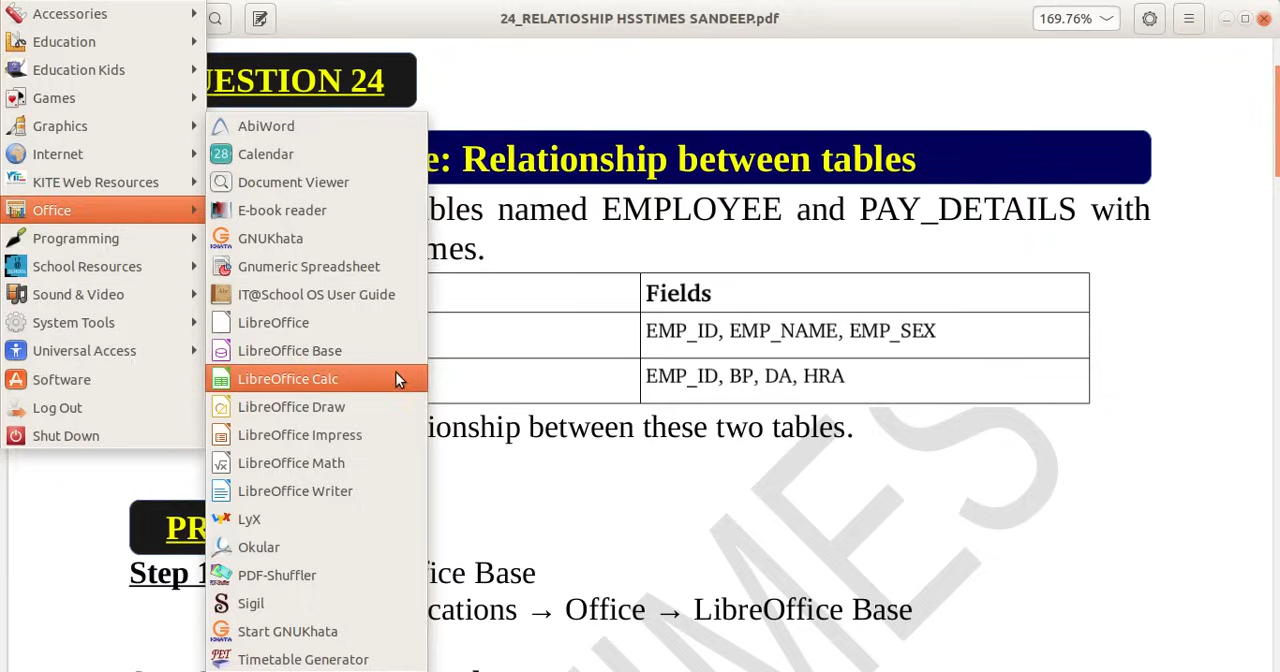 24_RELATIOSHIP HSSTIMES SANDEEP.pdf
169.76%
Accessories
Education
Education Kids
Games
Graphics
Internet
KITE Web Resources
Office
Programming
School Resources
Sound & Video
System Tools
Universal Access
Software
Log Out
Shut Down
AbiWord
28 Calendar
Document Viewer
E-book reader
GNUKhata
Gnumeric Spreadsheet
IT@School OS User Guide
LibreOffice
LibreOffice Base
LibreOffice Calc
LibreOffice Draw
LibreOffice Impress
LibreOffice Math
LibreOffice Writer
LyX
Okular
PDF-Shuffler
Sigil
Start GNUKhata
Timetable Generator
UESTION 24
e: Relationship between tables
bles named EMPLOYEE and PAY_DETAILS with
mes.
Fields
EMP_ID, EMP_NAME, EMP_SEX
EMP_ID, BP, DA, HRA
ionship between these two tables.
PR
Step 1 fice Base
cations → Office → LibreOffice Base